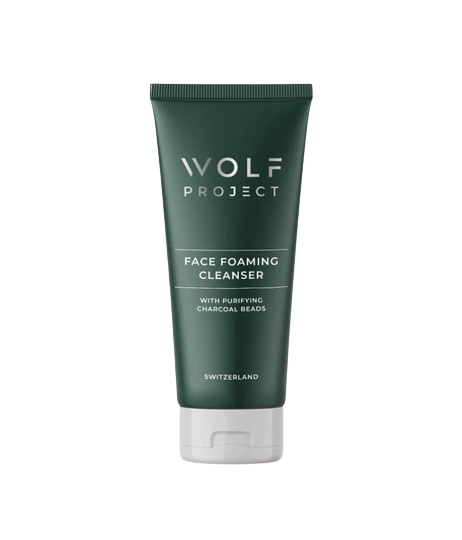 WOLF
PROJECT
FACE FOAMING
CLEANSER
WITH PURIFYING
CHARCOAL BEADS
SWITZERLAND